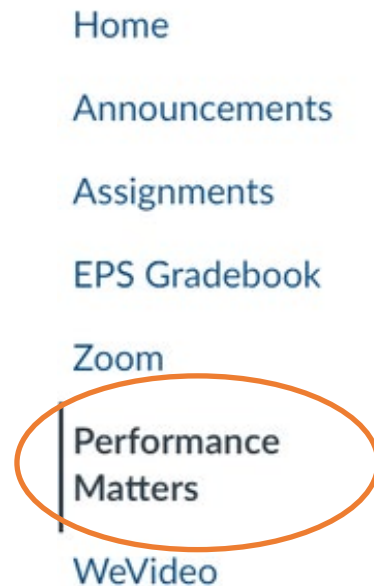 Home
Announcements
Assignments
EPS Gradebook
Zoom
Performance
Matters
WeVideo